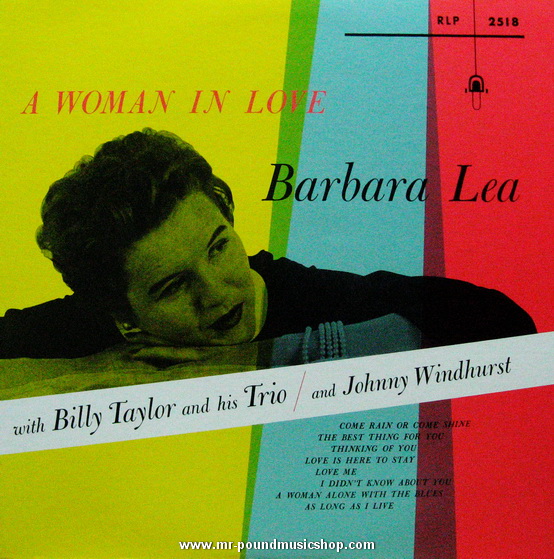 RLP 2518
A WOMAN IN LOVE
Barbara Lea
with Billy Taylor and his Trio / and Johnny Windhurst
COME RAIN OR COME SHINE
THE BEST THING FOR YOU
THINKING OF YOU
LOVE IS HERE TO STAY
LOVE ME
I DIDN'T KNOW ABOUT YOU
A WOMAN ALONE WITH THE BLUES
AS LONG AS I LIVE
www.mr-poundmusicshop.com